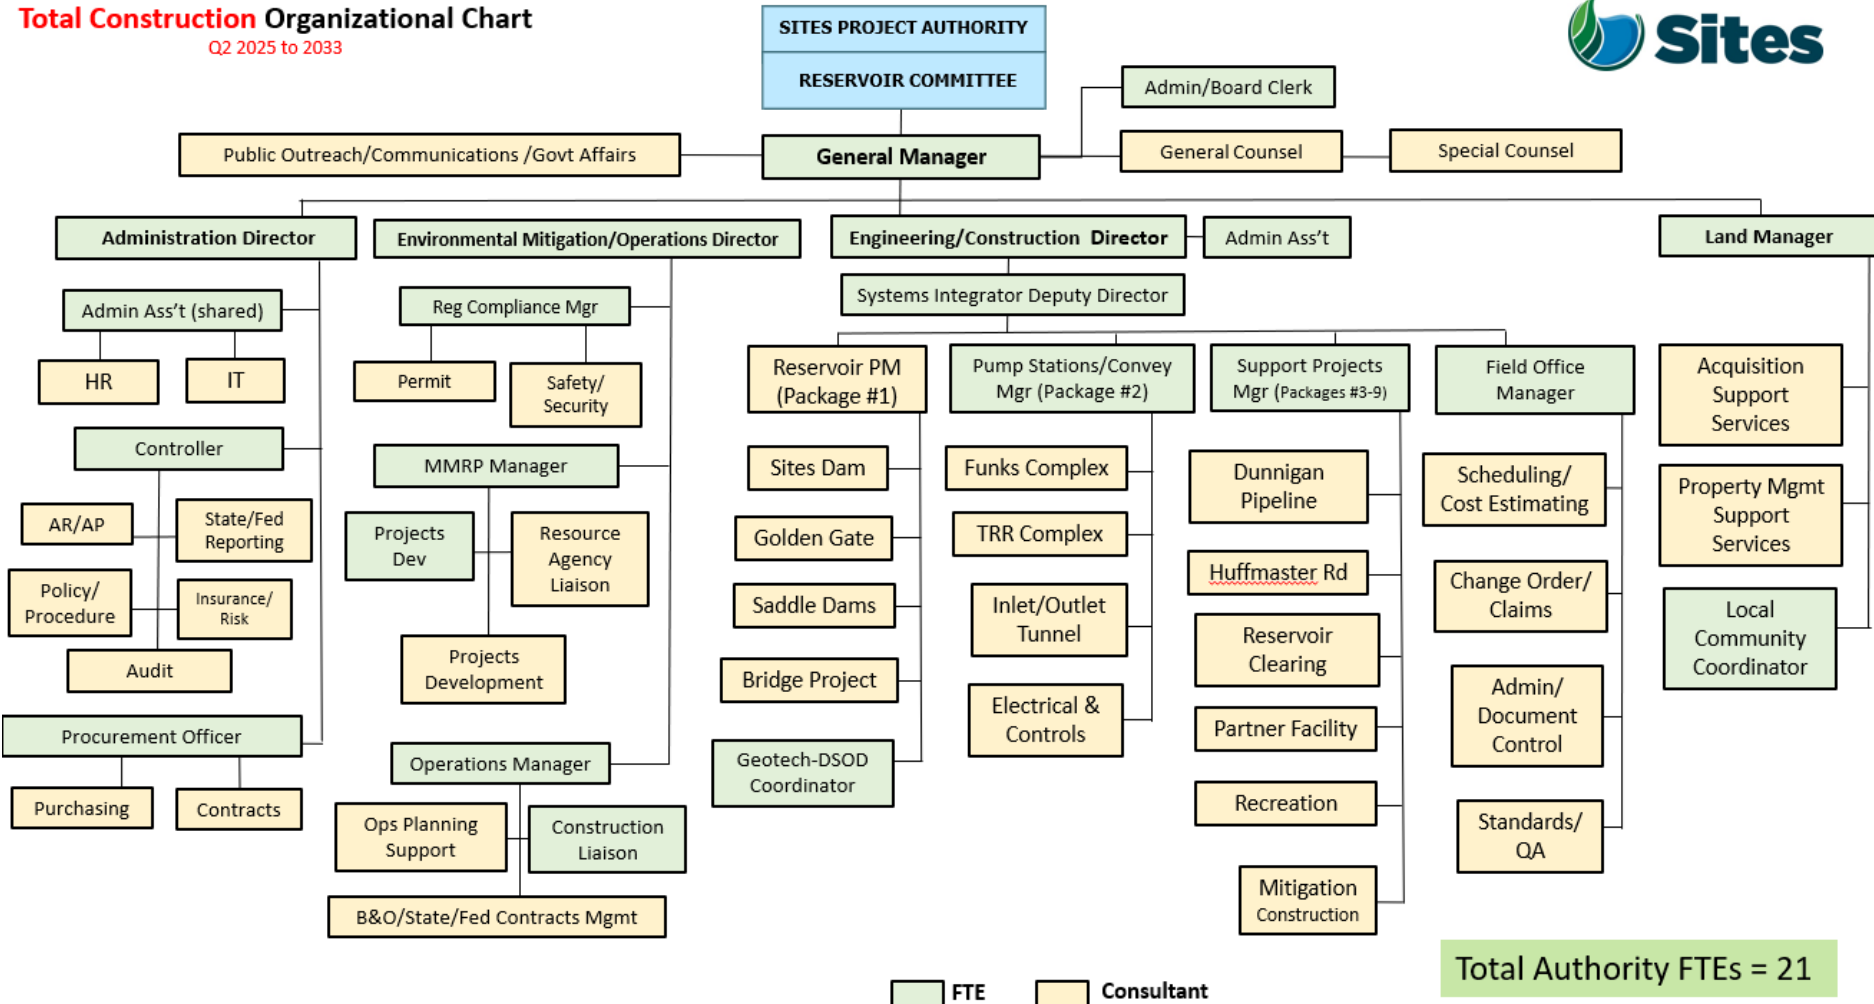 Total Construction Organizational Chart
Q2 2025 to 2033
SITES PROJECT AUTHORITY
RESERVOIR COMMITTEE
Sites
Admin/Board Clerk
Public Outreach/Communications /Govt Affairs
General Manager
General Counsel
Special Counsel
Administration Director
Environmental Mitigation/Operations Director
Engineering/Construction Director
Admin Ass't
Land Manager
Admin Ass't (shared)
HR
IT
Controller
AR/AP
State/Fed
Reporting
Policy/
Procedure
Insurance/
Risk
Audit
Procurement Officer
Purchasing
Contracts
Reg Compliance Mgr
Permit
Safety/
Security
MMRP Manager
Projects
Dev
Resource
Agency
Liaison
Projects
Development
Operations Manager
Ops Planning
Support
Construction
Liaison
B&O/State/Fed Contracts Mgmt
Systems Integrator Deputy Director
Reservoir PM
(Package #1)
Sites Dam
Golden Gate
Saddle Dams
Bridge Project
Geotech-DSOD
Coordinator
Pump Stations/Convey
Mgr (Package #2)
Funks Complex
TRR Complex
Inlet/Outlet
Tunnel
Electrical &
Controls
Support Projects
Mgr (Packages #3-9)
Dunnigan
Pipeline
Huffmaster Rd
Reservoir
Clearing
Partner Facility
Recreation
Mitigation
Construction
Field Office
Manager
Scheduling/
Cost Estimating
Change Order/
Claims
Admin/
Document
Control
Standards/
QA
Acquisition
Support
Services
Property Mgmt
Support
Services
Local
Community
Coordinator
Total Authority FTEs = 21
FTE
Consultant